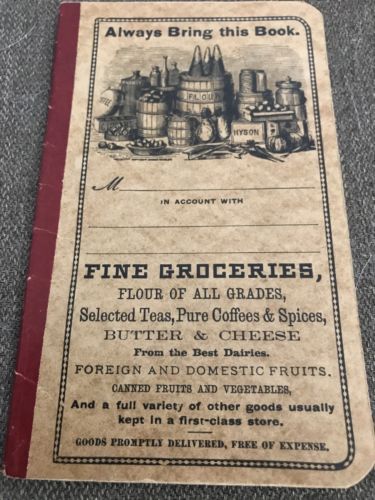 Always Bring this Book.
FLOUR
HYSON
M
IN ACCOUNT WITH
FINE GROCERIES,
FLOUR OF ALL GRADES,
Selected Teas, Pure Coffees & Spices,
BUTTER & CHEESE
From the Best Dairies.
FOREIGN AND DOMESTIC FRUITS.
CANNED FRUITS AND VEGETABLES,
And a full variety of other goods usually
kept in a first-class store.
GOODS PROMPTLY DELIVERED, FREE OF EXPENSE.